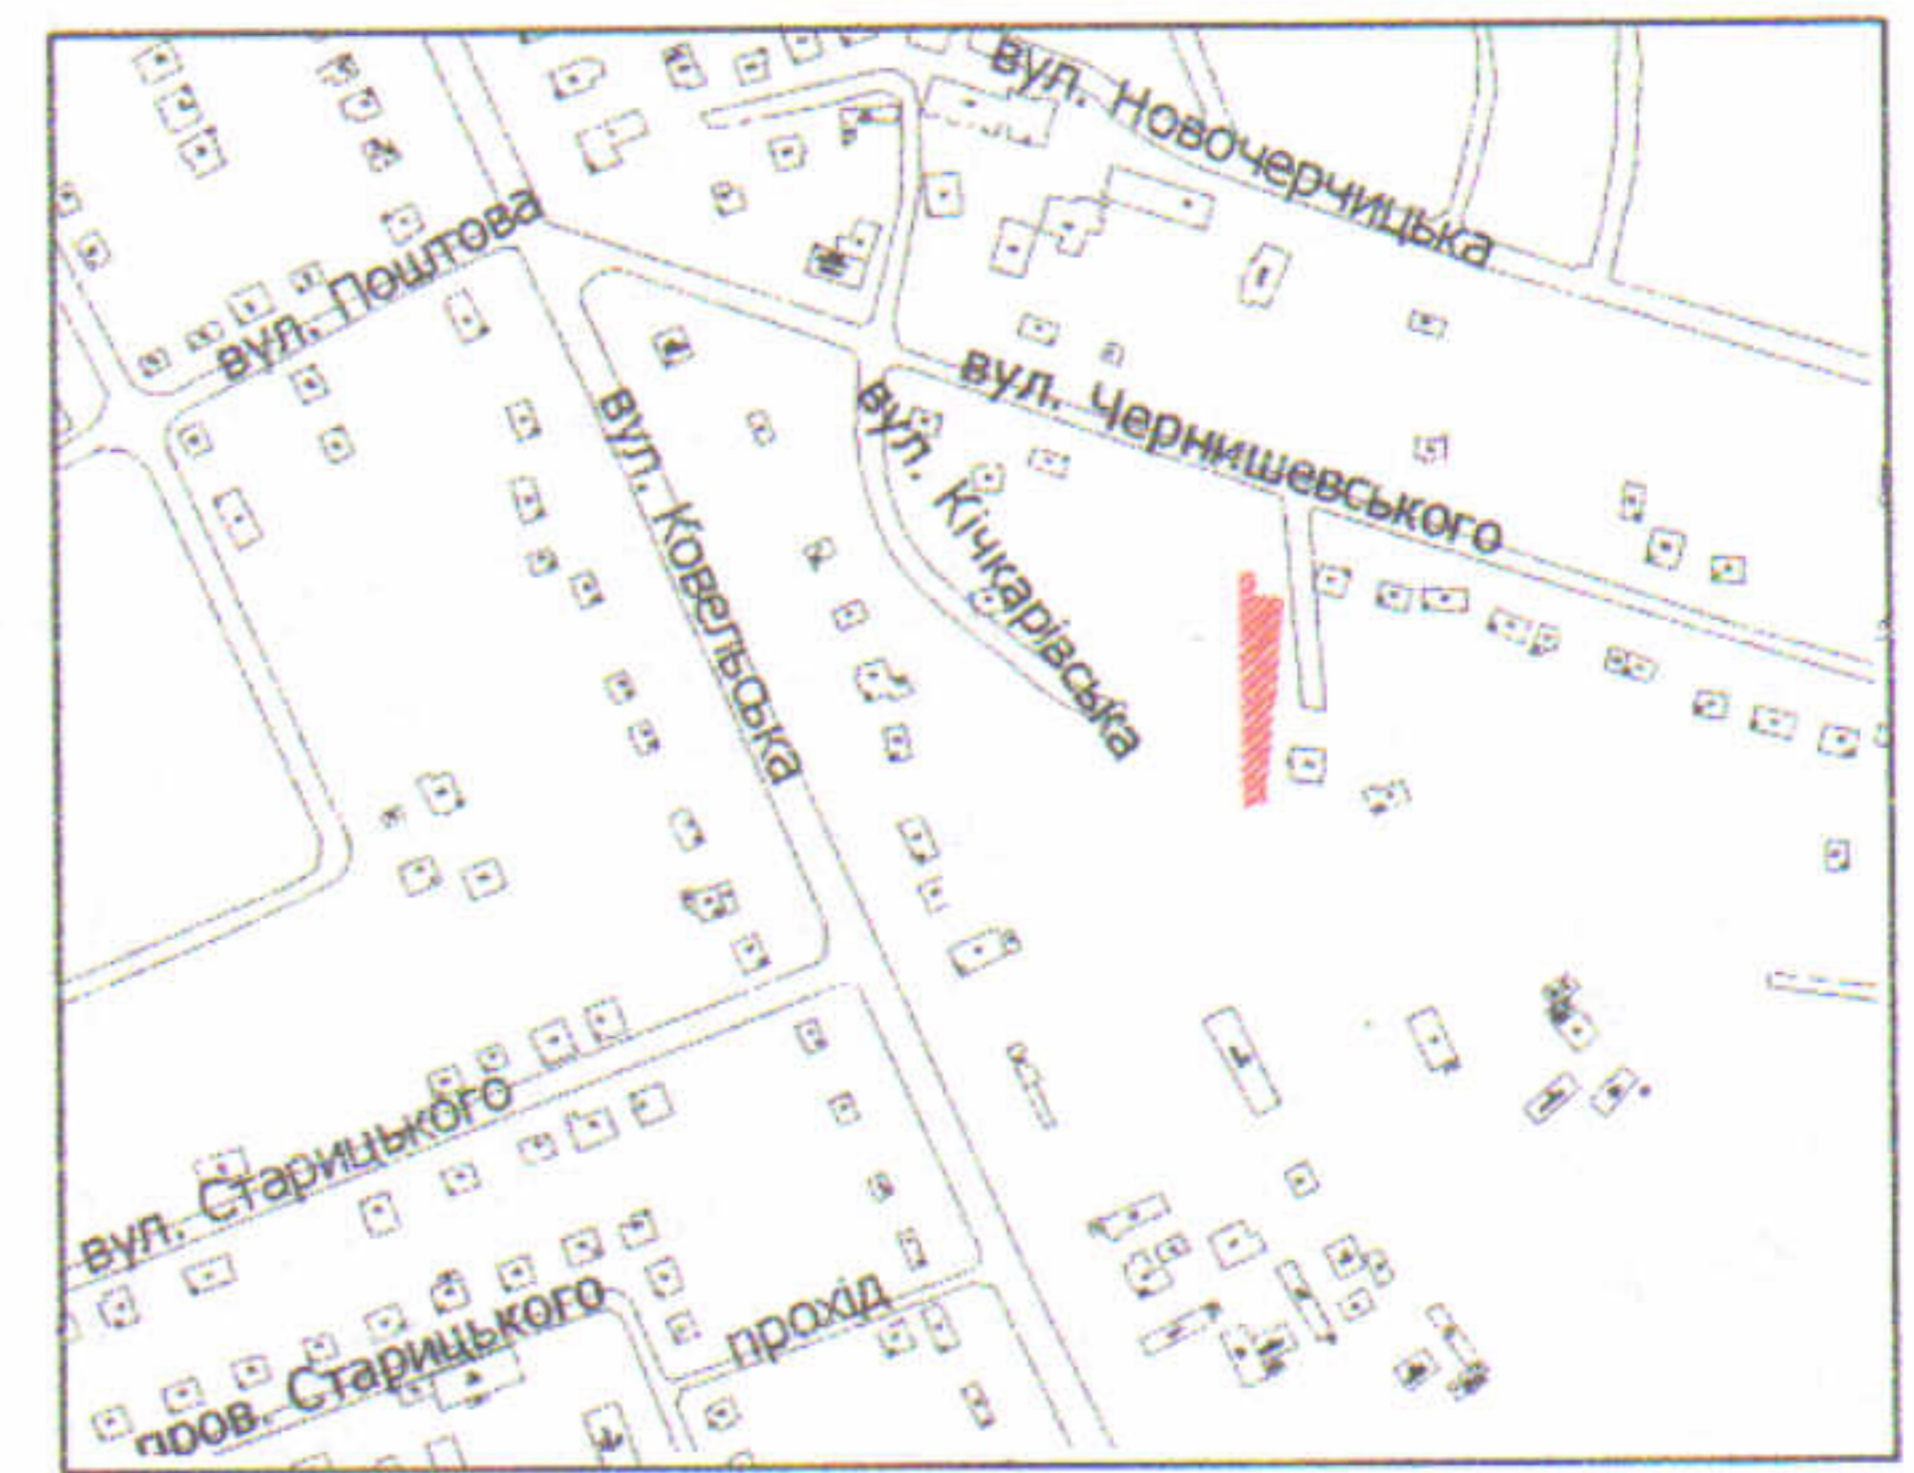 вул. Новочерчицька
вул. Поштова
вул. Чернишевського
вул. Ковельська
вул. Кічкарівська
вул. Старицького
пров. Старицького
прохід